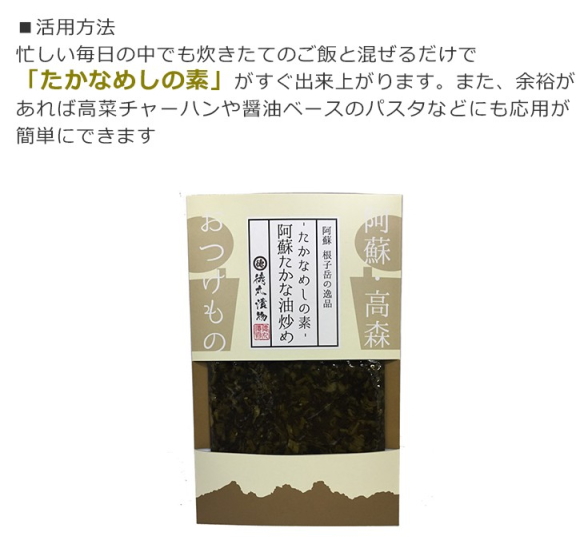 ■活用方法
忙しい毎日の中でも炊きたてのご飯と混ぜるだけで
「たかなめしの素」がすぐ出来上がります。また、余裕が
あれば高菜チャーハンや醤油ベースのパスタなどにも応用が
簡単にできます
阿蘇・高森
おつけもの
阿蘇 根子岳の逸品
-たかなめしの素-
阿蘇たかな油炒め
徳丸漬物